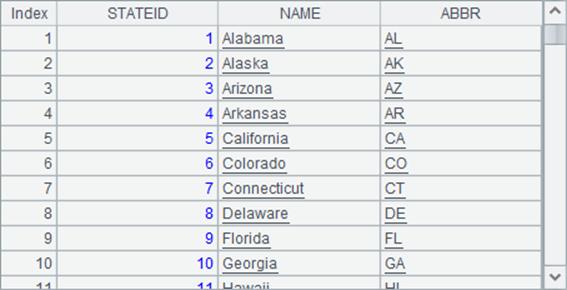 Index STATEID NAME ABBR
1 1 Alabama AL
2 2 Alaska AK
3 3 Arizona AZ
4 4 Arkansas AR
5 5 California CA
6 6 Colorado CO
7 7 Connecticut CT
8 8 Delaware DE
9 9 Florida FL
10 10 Georgia GA
11 11 Hawaii HI